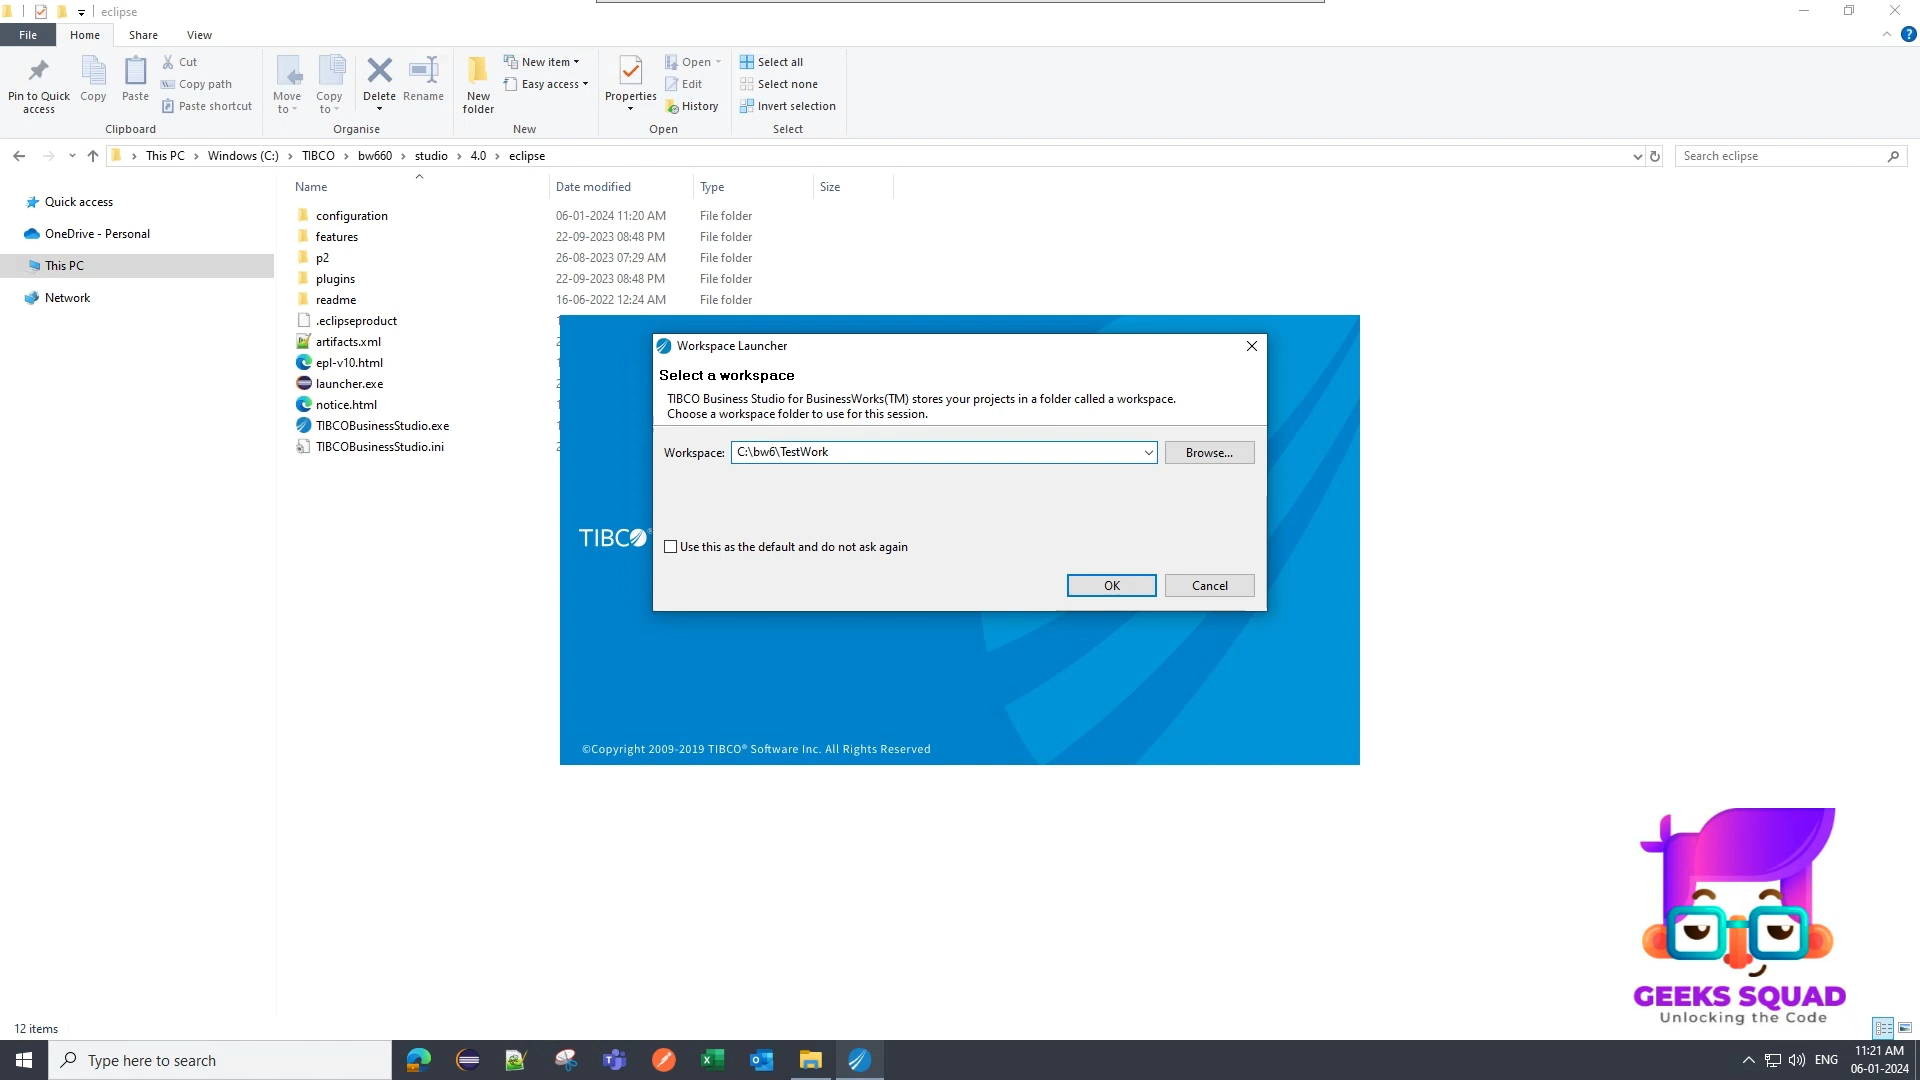 eclipse
File Home Share View
Pin to Quick access
Copy
Paste
Cut
Copy path
Paste shortcut
Clipboard
Move to
Copy to
Delete
Rename
Organise
New folder
New item
Easy access
New
Properties
Open
Edit
History
Open
Select all
Select none
Invert selection
Select
This PC > Windows (C:) > TIBCO > bw660 > studio > 4.0 > eclipse
Search eclipse
Quick access
OneDrive - Personal
This PC
Network
Name Date modified Type Size
configuration 06-01-2024 11:20 AM File folder
features 22-09-2023 08:48 PM File folder
p2 26-08-2023 07:29 AM File folder
plugins 22-09-2023 08:48 PM File folder
readme 16-06-2022 12:24 AM File folder
.eclipseproduct
artifacts.xml
epl-v10.html
launcher.exe
notice.html
TIBCOBusinessStudio.exe
TIBCOBusinessStudio.ini
Workspace Launcher
Select a workspace
TIBCO Business Studio for BusinessWorks(TM) stores your projects in a folder called a workspace.
Choose a workspace folder to use for this session.
Workspace: C:\bw6\TestWork Browse...
TIBCO®
Use this as the default and do not ask again
OK Cancel
©Copyright 2009-2019 TIBCO® Software Inc. All Rights Reserved
GEEKS SQUAD
Unlocking the Code
12 items
Type here to search
ENG
11:21 AM
06-01-2024